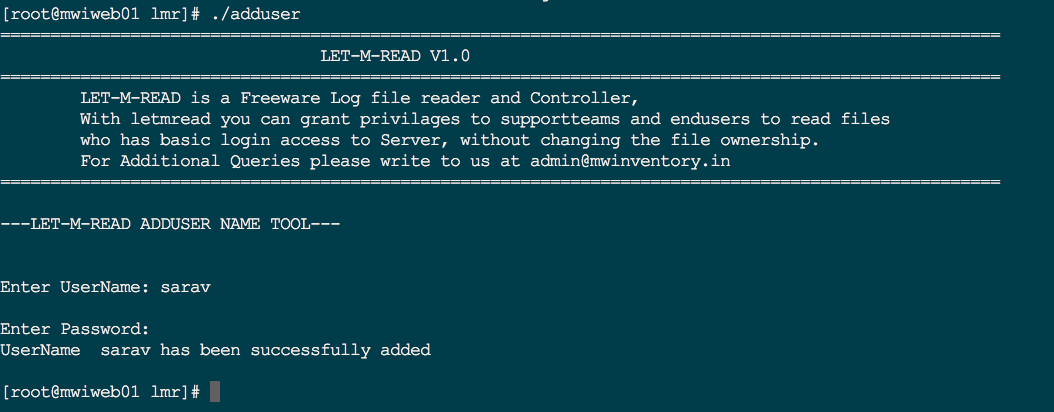 [root@mwiweb01 lmr]# ./adduser
====================================================================================================
LET-M-READ V1.0
====================================================================================================
LET-M-READ is a Freeware Log file reader and Controller,
With letmread you can grant privilages to supportteams and endusers to read files
who has basic login access to Server, without changing the file ownership.
For Additional Queries please write to us at admin@mwinventory.in
====================================================================================================
---LET-M-READ ADDUSER NAME TOOL---
Enter UserName: sarav
Enter Password:
UserName  sarav has been successfully added
[root@mwiweb01 lmr]#